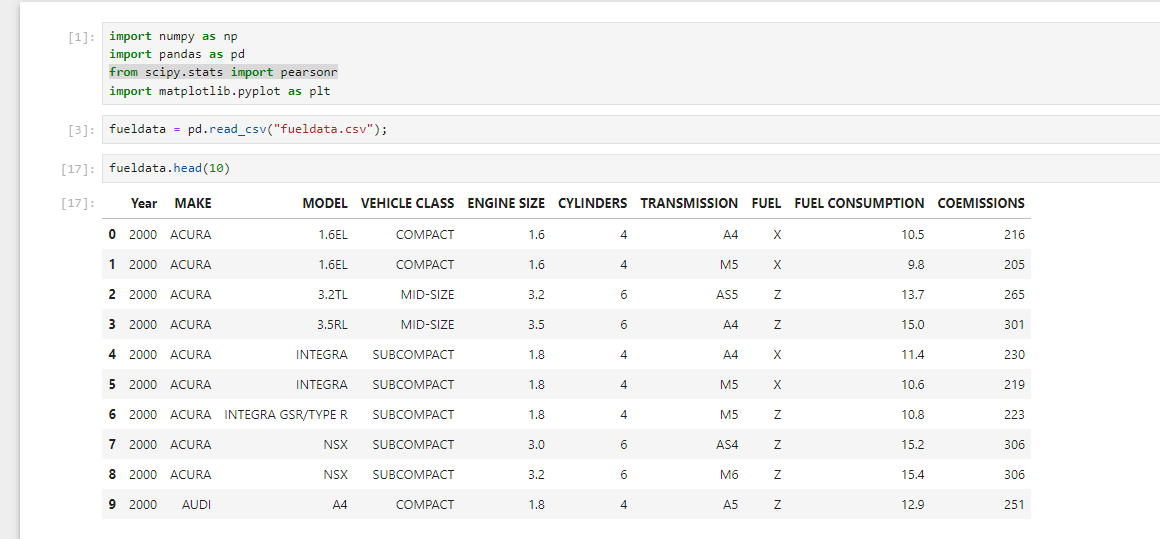 [1]: import numpy as np
import pandas as pd
from scipy.stats import pearsonr
import matplotlib.pyplot as plt
[3]: fueldata = pd.read_csv("fueldata.csv");
[17]: fueldata.head(10)
[17]: Year MAKE MODEL VEHICLE CLASS ENGINE SIZE CYLINDERS TRANSMISSION FUEL FUEL CONSUMPTION COEMISSIONS
0 2000 ACURA 1.6EL COMPACT 1.6 4 A4 X 10.5 216
1 2000 ACURA 1.6EL COMPACT 1.6 4 M5 X 9.8 205
2 2000 ACURA 3.2TL MID-SIZE 3.2 6 AS5 Z 13.7 265
3 2000 ACURA 3.5RL MID-SIZE 3.5 6 A4 Z 15.0 301
4 2000 ACURA INTEGRA SUBCOMPACT 1.8 4 A4 X 11.4 230
5 2000 ACURA INTEGRA SUBCOMPACT 1.8 4 M5 X 10.6 219
6 2000 ACURA INTEGRA GSR/TYPE R SUBCOMPACT 1.8 4 M5 Z 10.8 223
7 2000 ACURA NSX SUBCOMPACT 3.0 6 AS4 Z 15.2 306
8 2000 ACURA NSX SUBCOMPACT 3.2 6 M6 Z 15.4 306
9 2000 AUDI A4 COMPACT 1.8 4 A5 Z 12.9 251